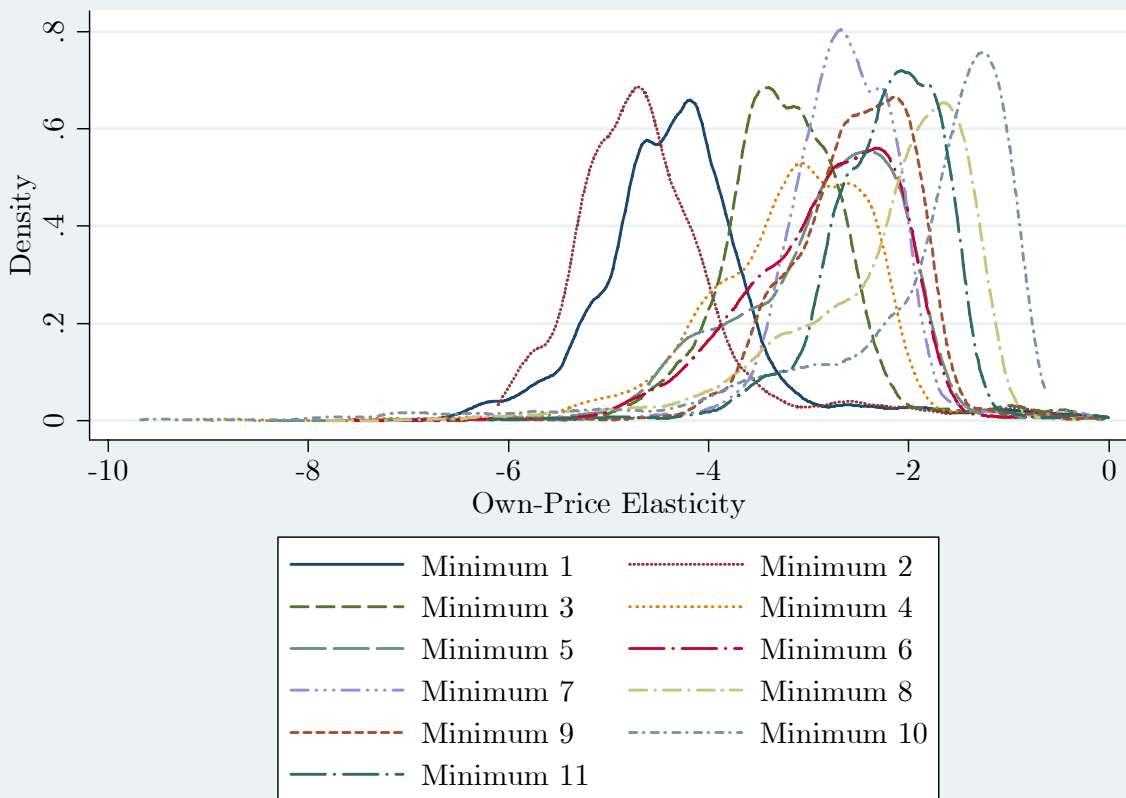 Density
.8
.6
.4
.2
0
-10 -8 -6 -4 -2 0
Own-Price Elasticity
Minimum 1 Minimum 2
Minimum 3 Minimum 4
Minimum 5 Minimum 6
Minimum 7 Minimum 8
Minimum 9 Minimum 10
Minimum 11